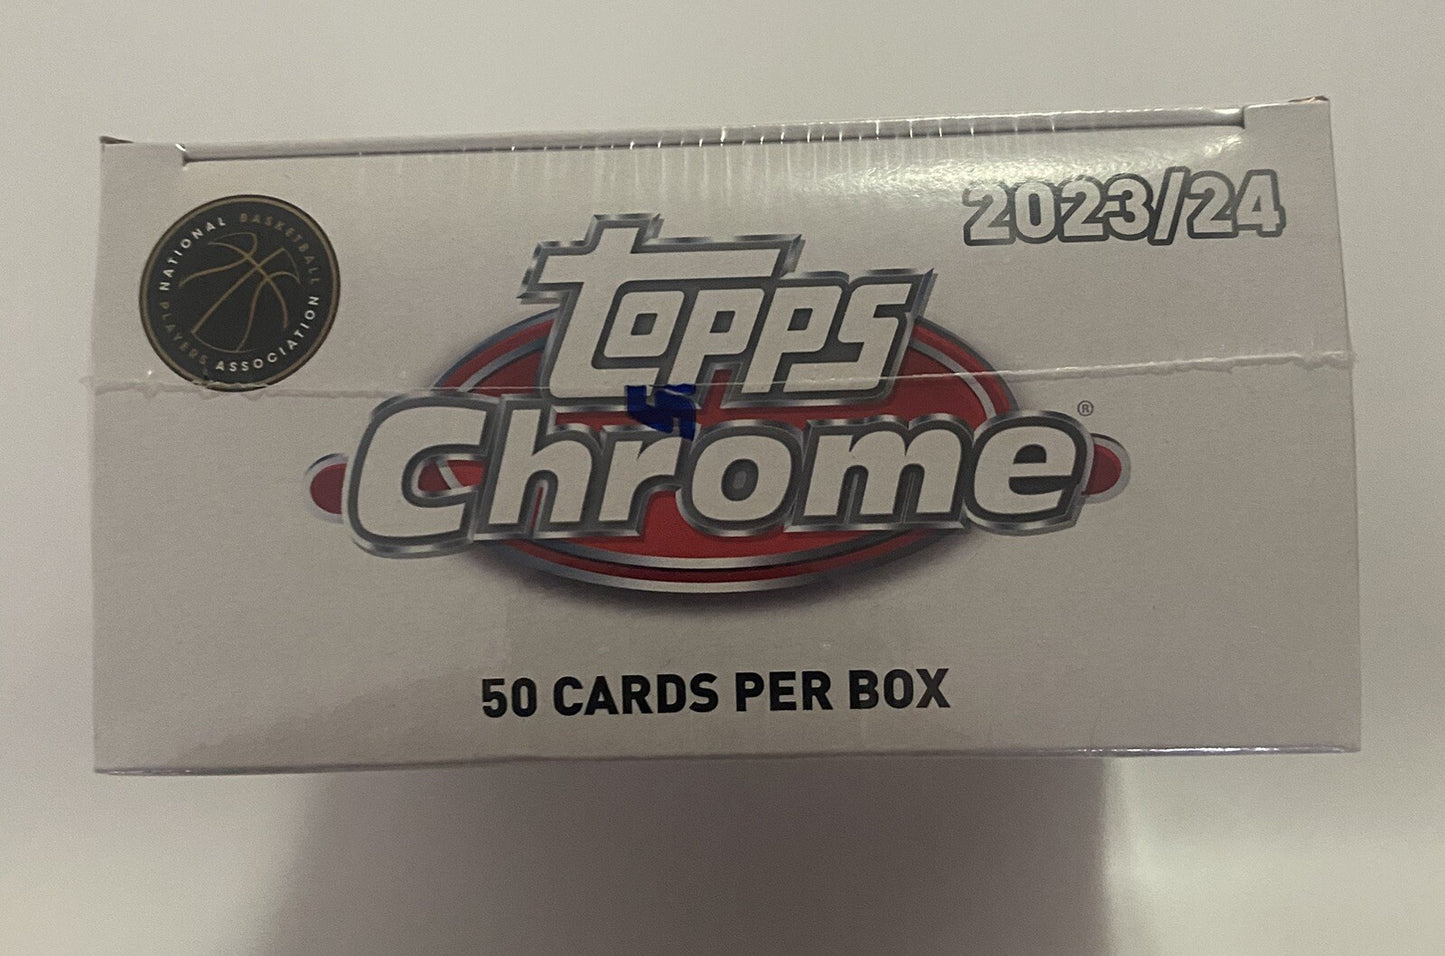 2023/24
NATIONAL BASKETBALL
PLAYERS ASSOCIATION
topps
Chrome®
50 CARDS PER BOX